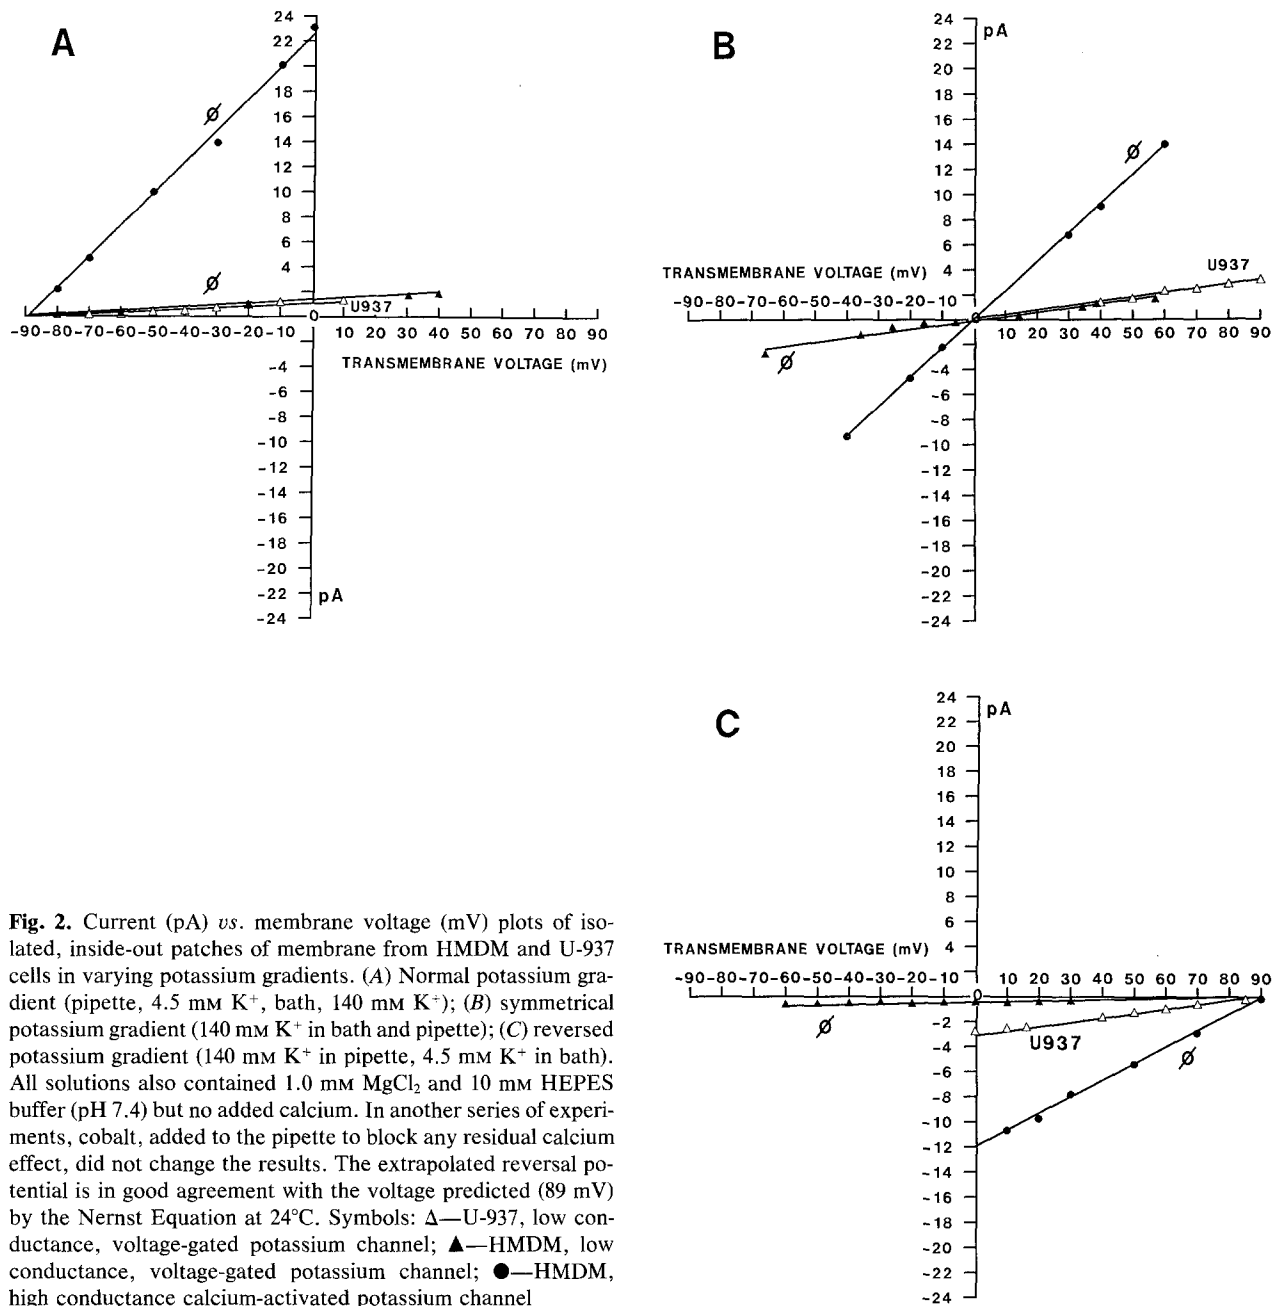 A
24
22
18
16
14
12
10
8
6
4
Ø
Ø
U937
-90-80-70-60-50-40-30-20-10 0 10 20 30 40 50 60 70 80 90
TRANSMEMBRANE VOLTAGE (mV)
-4
-6
-8
-10
-12
-14
-16
-18
-20
-22
-24
pA
B
24
pA
22
20
18
16
14
12
10
8
6
4
Ø
U937
TRANSMEMBRANE VOLTAGE (mV)
-90-80-70-60-50-40-30-20-10 0
10 20 30 40 50 60 70 80 90
Ø
-4
-6
-8
-10
-12
-14
-16
-18
-20
-22
-24
C
24
pA
22
20
18
16
14
12
10
8
6
4
TRANSMEMBRANE VOLTAGE (mV)
-90-80-70-60-50-40-30-20-10 0 10 20 30 40 50 60 70 80 90
Ø
U937
Ø
-2
-4
-6
-8
-10
-12
-14
-16
-18
-20
-22
-24
Fig. 2. Current (pA) vs. membrane voltage (mV) plots of iso-
lated, inside-out patches of membrane from HMDM and U-937
cells in varying potassium gradients. (A) Normal potassium gra-
dient (pipette, 4.5 mM K⁺, bath, 140 mM K⁺); (B) symmetrical
potassium gradient (140 mM K⁺ in bath and pipette); (C) reversed
potassium gradient (140 mM K⁺ in pipette, 4.5 mM K⁺ in bath).
All solutions also contained 1.0 mM MgCl₂ and 10 mM HEPES
buffer (pH 7.4) but no added calcium. In another series of experi-
ments, cobalt, added to the pipette to block any residual calcium
effect, did not change the results. The extrapolated reversal po-
tential is in good agreement with the voltage predicted (89 mV)
by the Nernst Equation at 24°C. Symbols: Δ—U-937, low con-
ductance, voltage-gated potassium channel; ▲—HMDM, low
conductance, voltage-gated potassium channel; ●—HMDM,
high conductance calcium-activated potassium channel